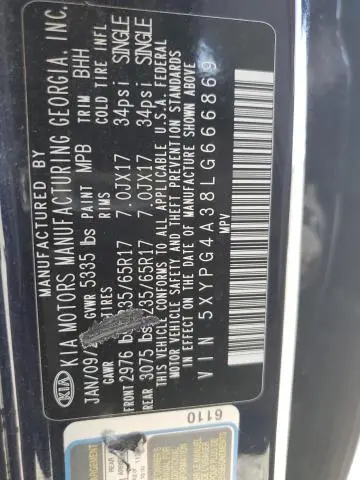 KIA
MANUFACTURED BY
KIA MOTORS MANUFACTURING GEORGIA, INC.
JAN/09/ PAINT MPB TRIM BHH
GVWR 5335 lbs
GAWR TIRES COLD TIRE INFL
FRONT 2976 lbs 235/65R17 7.0JX17 34psi SINGLE
REAR 3075 lbs 235/65R17 7.0JX17 34psi SINGLE
THIS VEHICLE CONFORMS TO ALL APPLICABLE U.S.A. FEDERAL
MOTOR VEHICLE SAFETY AND THEFT PREVENTION STANDARDS
IN EFFECT ON THE DATE OF MANUFACTURE SHOWN ABOVE
VIN 5XYPG4A38LG666869
MPV
6110